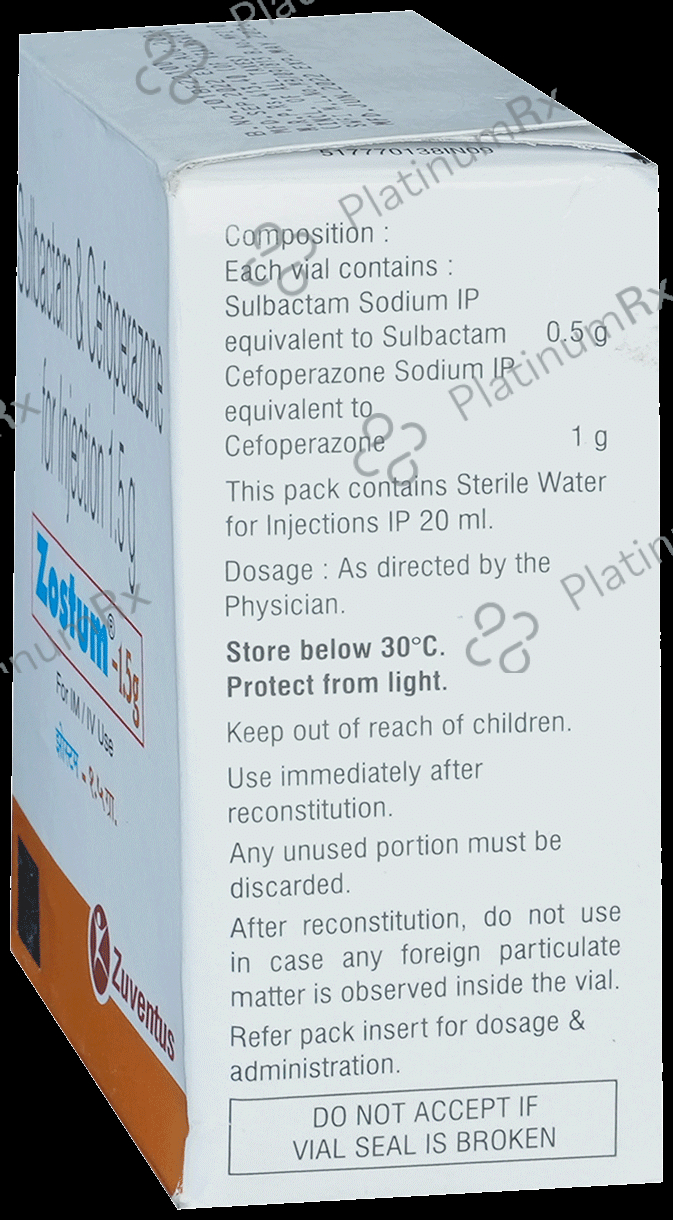 517770138IN09
Composition :
Each vial contains :
Sulbactam Sodium IP
equivalent to Sulbactam 0.5 g
Cefoperazone Sodium IP
equivalent to
Cefoperazone 1 g
This pack contains Sterile Water
for Injections IP 20 ml.
Dosage : As directed by the
Physician.
Store below 30°C.
Protect from light.
Keep out of reach of children.
Use immediately after
reconstitution.
Any unused portion must be
discarded.
After reconstitution, do not use
in case any foreign particulate
matter is observed inside the vial.
Refer pack insert for dosage &
administration.
DO NOT ACCEPT IF
VIAL SEAL IS BROKEN
Sulbactam & Cefoperazone
for Injection 1.5 g
Zostum®-1.5g
For IM / IV Use
झोस्टम - १.५ ग्रा.
Zuventus
PlatinumRx
PlatinumRx
PlatinumRx